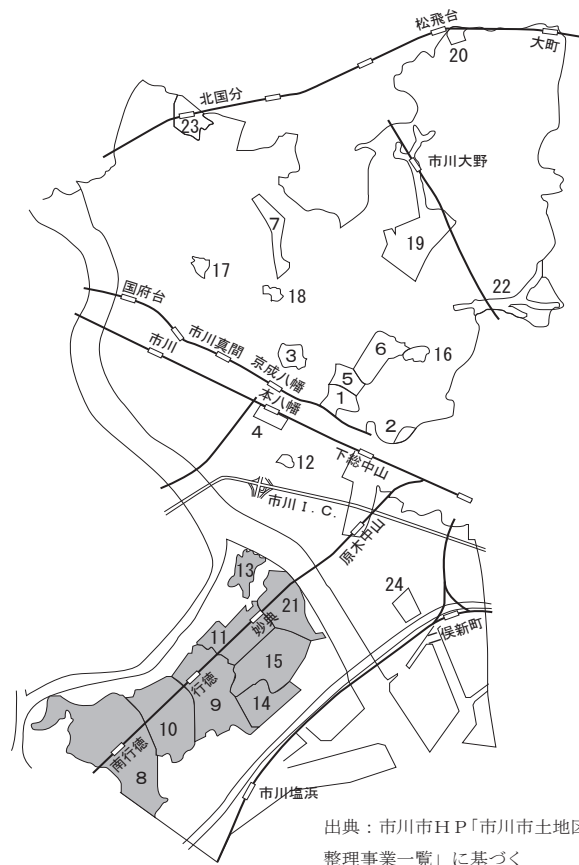 松飛台
大町
20
北国分
23
市川大野
7
19
17
18
22
国府台
市川真間
市川
京成八幡
3
6
16
5
1
本八幡
4
2
下総中山
12
市川Ｉ．Ｃ．
原木中山
13
21
24
妙典
俣新町
11
15
行徳
9
14
10
南行徳
8
市川塩浜
出典：市川市ＨＰ「市川市土地区
整理事業一覧」に基づく